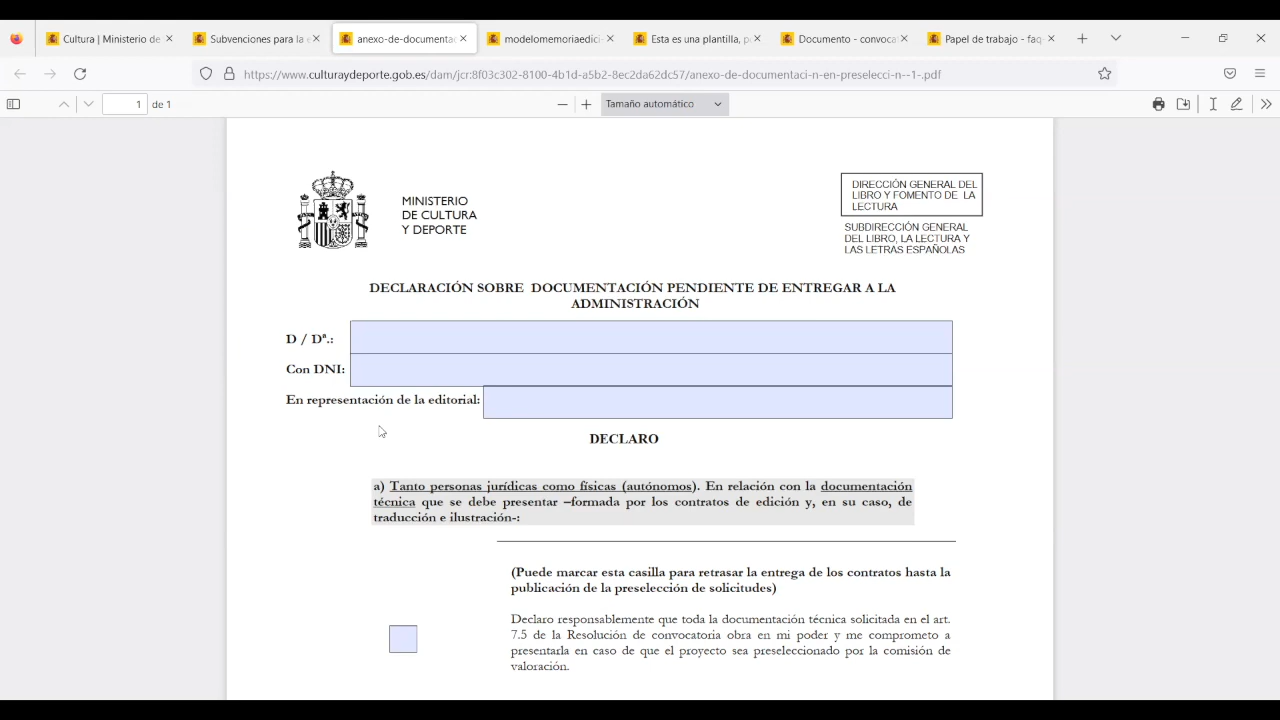 Cultura | Ministerio de
Subvenciones para la e
anexo-de-documentac
modelomemoriaedici
Esta es una plantilla, p
Documento - convoca
Papel de trabajo - faq
https://www.culturaydeporte.gob.es/dam/jcr:8f03c302-8100-4b1d-a5b2-8ec2da62dc57/anexo-de-documentaci-n-en-preselecci-n--1-.pdf
1 de 1
Tamaño automático
MINISTERIO
DE CULTURA
Y DEPORTE
DIRECCIÓN GENERAL DEL
LIBRO Y FOMENTO DE LA
LECTURA
SUBDIRECCIÓN GENERAL
DEL LIBRO, LA LECTURA Y
LAS LETRAS ESPAÑOLAS
DECLARACIÓN SOBRE DOCUMENTACIÓN PENDIENTE DE ENTREGAR A LA
ADMINISTRACIÓN
D / Dª.:
Con DNI:
En representación de la editorial:
DECLARO
a) Tanto personas jurídicas como físicas (autónomos). En relación con la documentación
técnica que se debe presentar –formada por los contratos de edición y, en su caso, de
traducción e ilustración-:
(Puede marcar esta casilla para retrasar la entrega de los contratos hasta la
publicación de la preselección de solicitudes)
Declaro responsablemente que toda la documentación técnica solicitada en el art.
7.5 de la Resolución de convocatoria obra en mi poder y me comprometo a
presentarla en caso de que el proyecto sea preseleccionado por la comisión de
valoración.